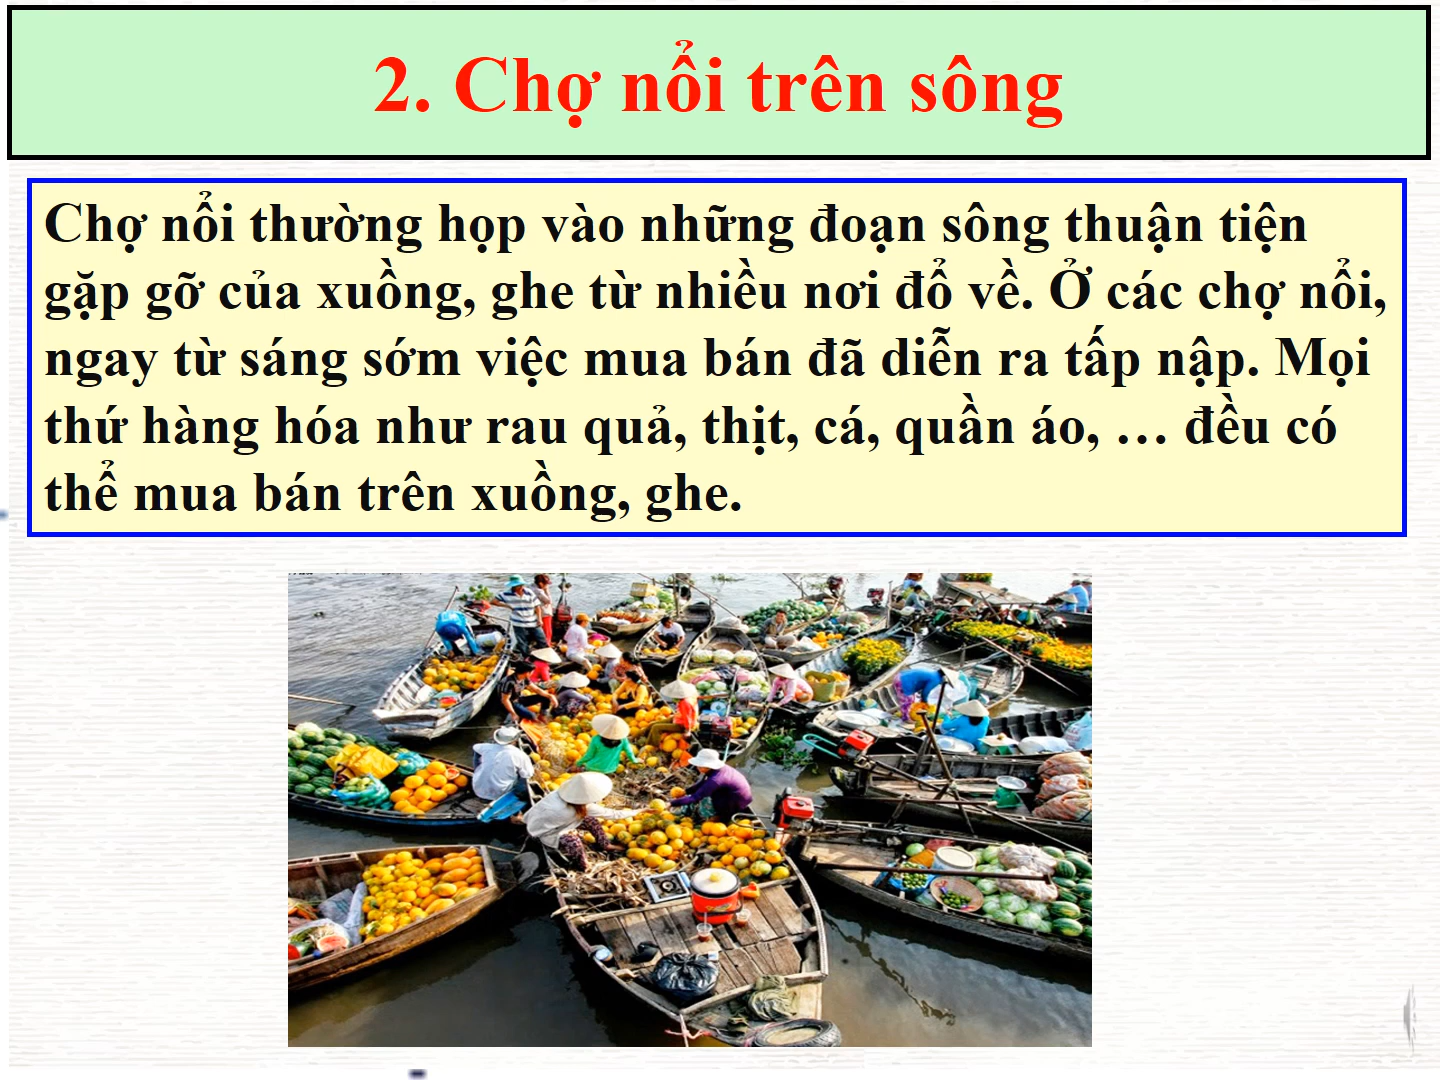 2. Chợ nổi trên sông
Chợ nổi thường họp vào những đoạn sông thuận tiện
gặp gỡ của xuồng, ghe từ nhiều nơi đổ về. Ở các chợ nổi,
ngay từ sáng sớm việc mua bán đã diễn ra tấp nập. Mọi
thứ hàng hóa như rau quả, thịt, cá, quần áo, … đều có
thể mua bán trên xuồng, ghe.